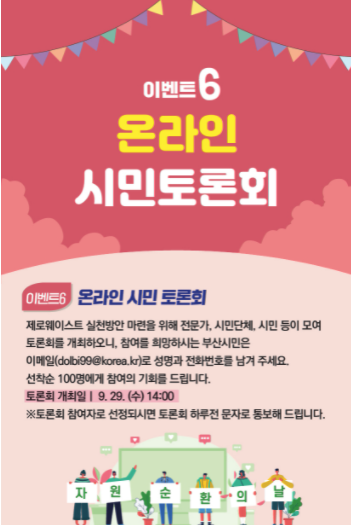 이벤트6
온라인
시민토론회
이벤트6 온라인 시민 토론회
제로웨이스트 실천방안 마련을 위해 전문가, 시민단체, 시민 등이 모여
토론회를 개최하오니, 참여를 희망하시는 부산시민은
이메일(dolbi99@korea.kr)로 성명과 전화번호를 남겨 주세요.
선착순 100명에게 참여의 기회를 드립니다.
토론회 개최일 | 9. 29. (수) 14:00
※토론회 참여자로 선정되시면 토론회 하루전 문자로 통보해 드립니다.
자 원 순 환 의 날